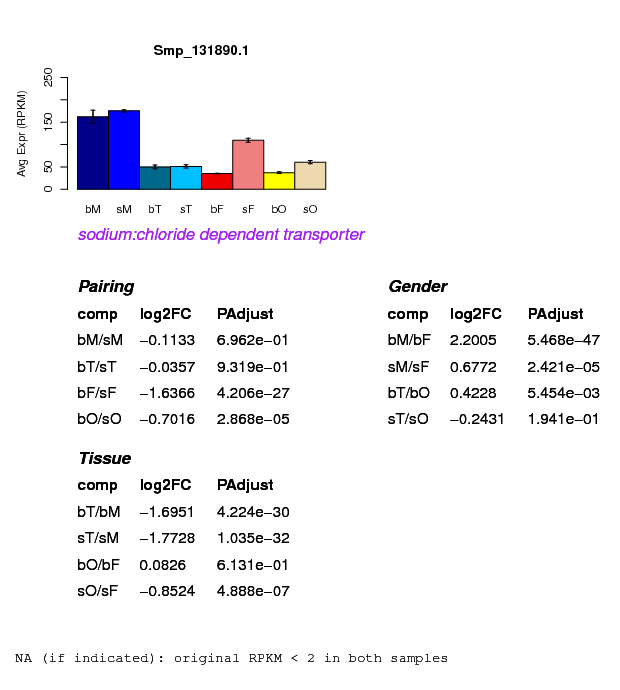 Smp_131890.1
Avg Expr (RPKM)
250
150
50
0
bM sM bT sT bF sF bO sO
sodium:chloride dependent transporter
Pairing
comp log2FC PAdjust
bM/sM −0.1133 6.962e−01
bT/sT −0.0357 9.319e−01
bF/sF −1.6366 4.206e−27
bO/sO −0.7016 2.868e−05
Gender
comp log2FC PAdjust
bM/bF 2.2005 5.468e−47
sM/sF 0.6772 2.421e−05
bT/bO 0.4228 5.454e−03
sT/sO −0.2431 1.941e−01
Tissue
comp log2FC PAdjust
bT/bM −1.6951 4.224e−30
sT/sM −1.7728 1.035e−32
bO/bF 0.0826 6.131e−01
sO/sF −0.8524 4.888e−07
NA (if indicated): original RPKM < 2 in both samples